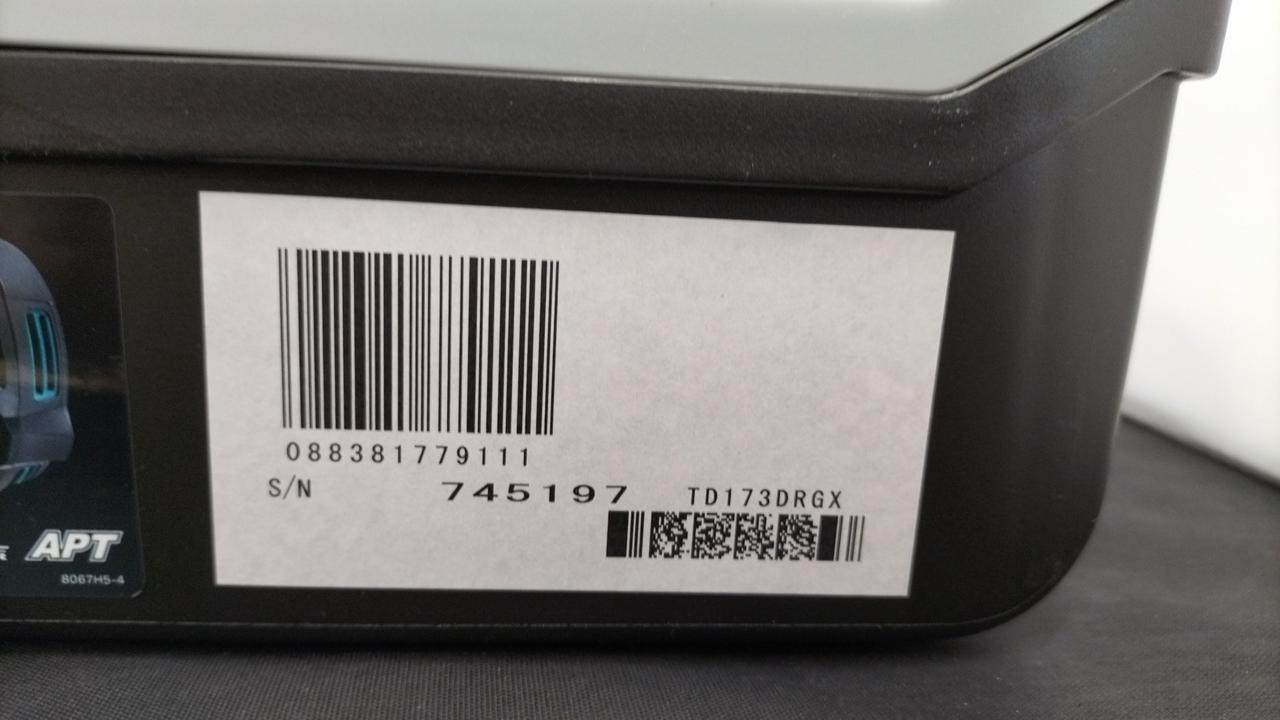 088381779111
S/N 745197 TD173DRGX
APT
8067H5-4